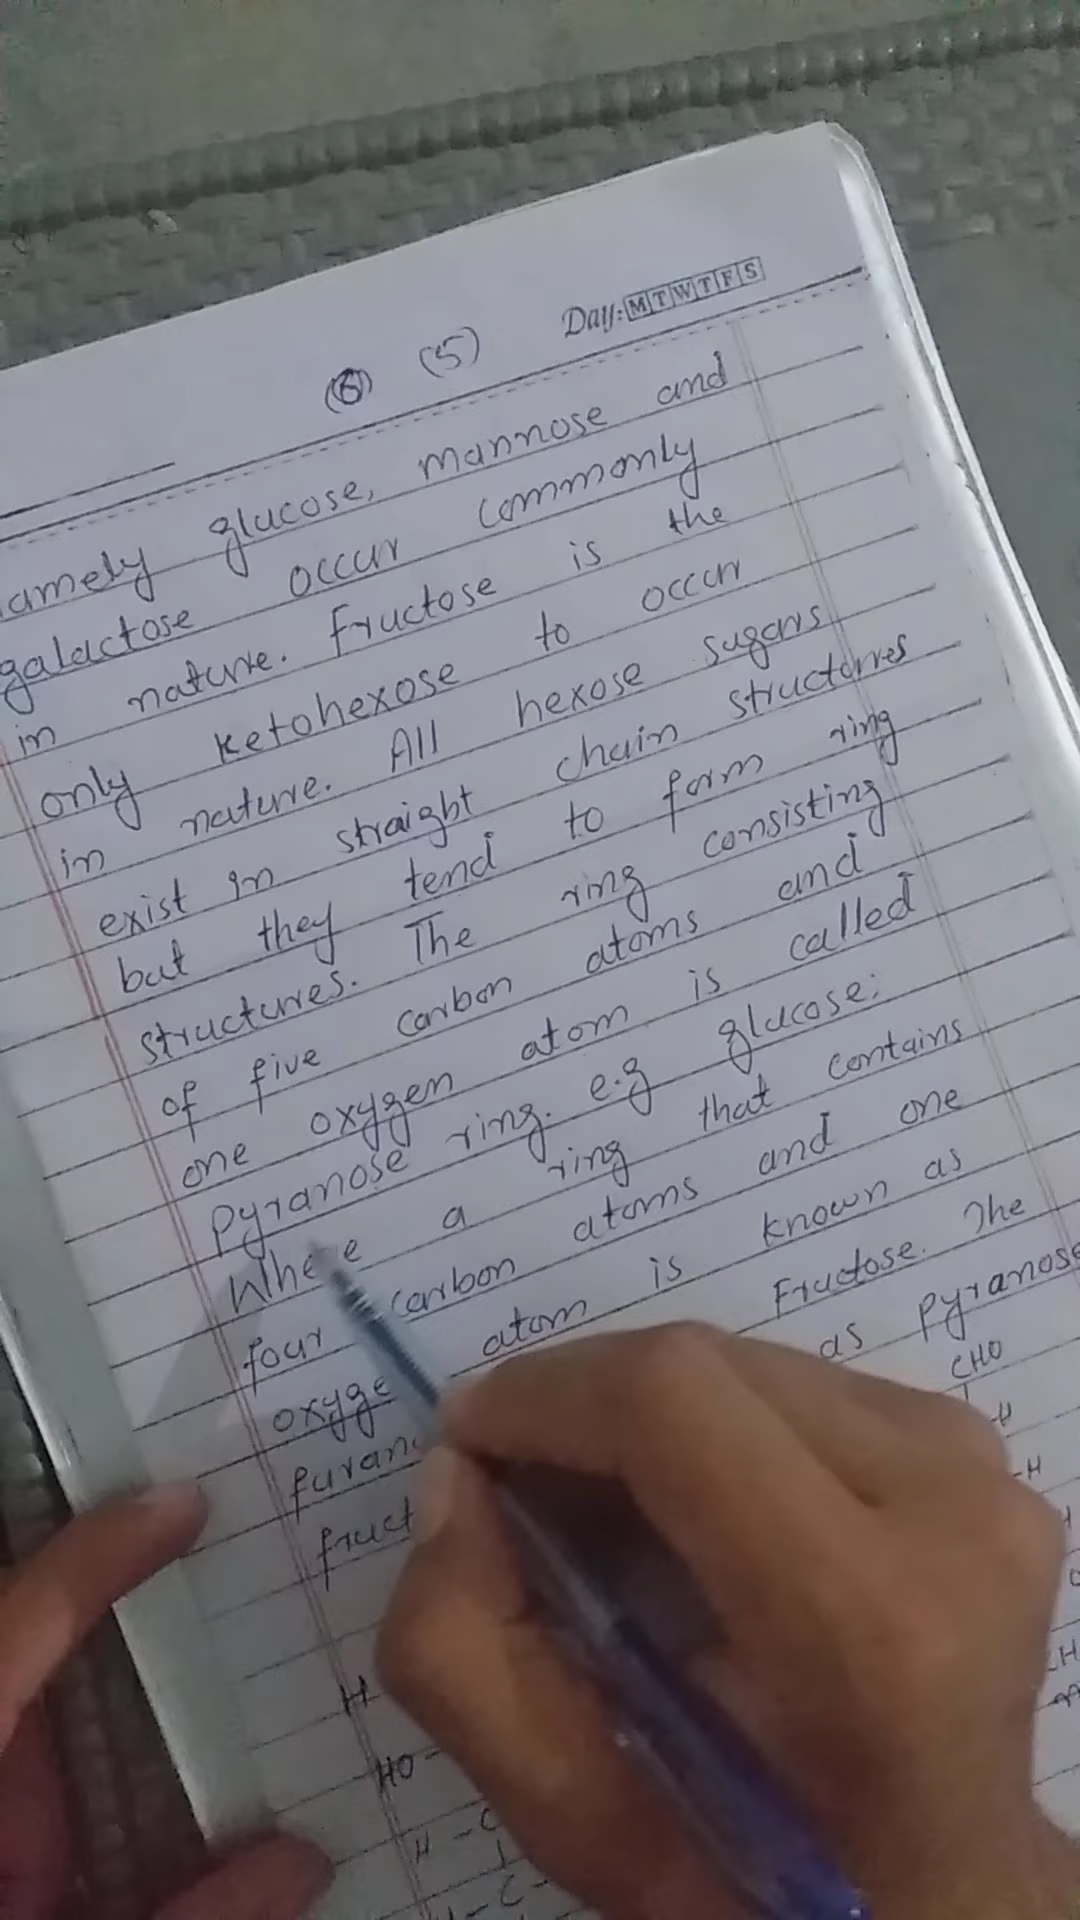 Day: M T W T F S
(6) (5)
amely glucose, mannose and
galactose occur commonly
in nature. Fructose is the
only ketohexose to occur
in nature. All hexose sugars
exist in straight chain structures
but they tend to form ring
structures. The ring consisting
of five carbon atoms and
one oxygen atom is called
Pyranose ring. e.g glucose;
Where a ring that contains
four carbon atoms and one
oxyge atom is known as
furano Fructose. The
fruct as pyranose
CHO
H
-H
H
HO -
H - C
- C -